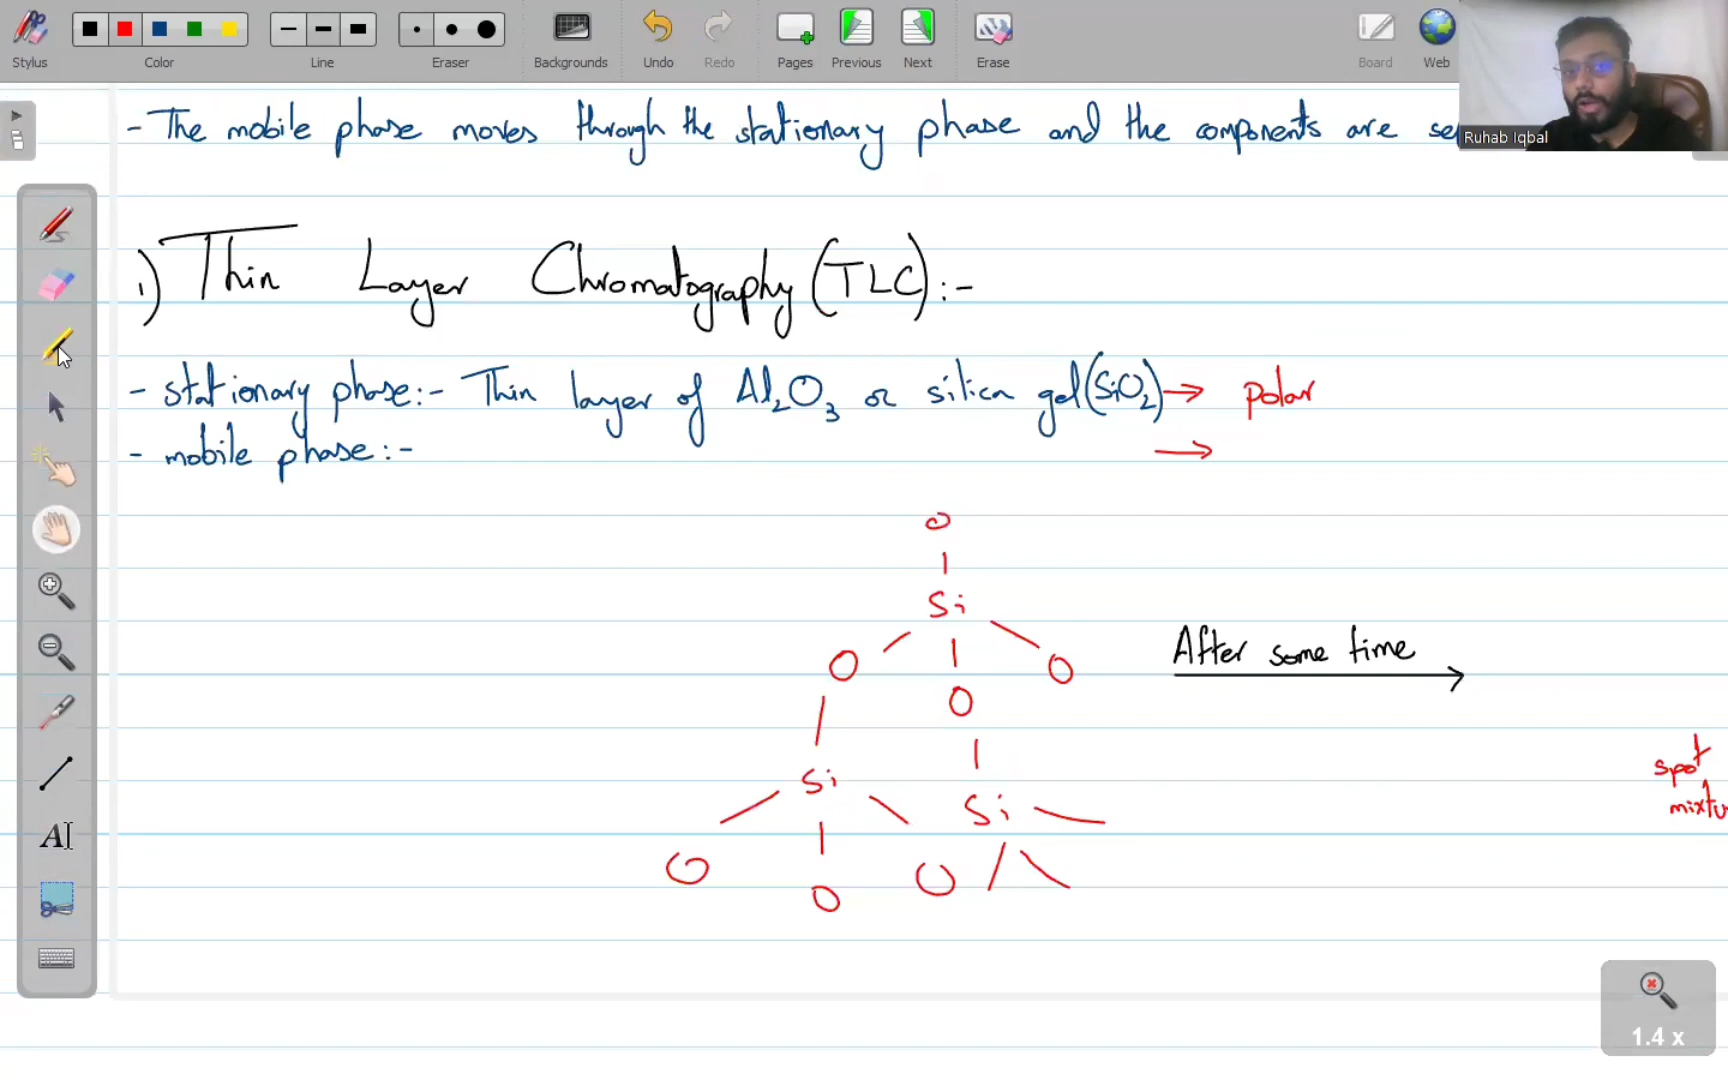 Stylus
Color
Line
Eraser
Backgrounds
Undo
Redo
Pages
Previous
Next
Erase
Board
Web
Ruhab Iqbal
- The mobile phase moves through the stationary phase and the components are
1) Thin Layer Chromatography (TLC):-
- stationary phase:- Thin layer of Al2O3 or silica gel (SiO2) → polar
- mobile phase:- →
O
Si
O O
O
After some time
Si
Si
O O
O
spot
mixtu
A
1.4 x